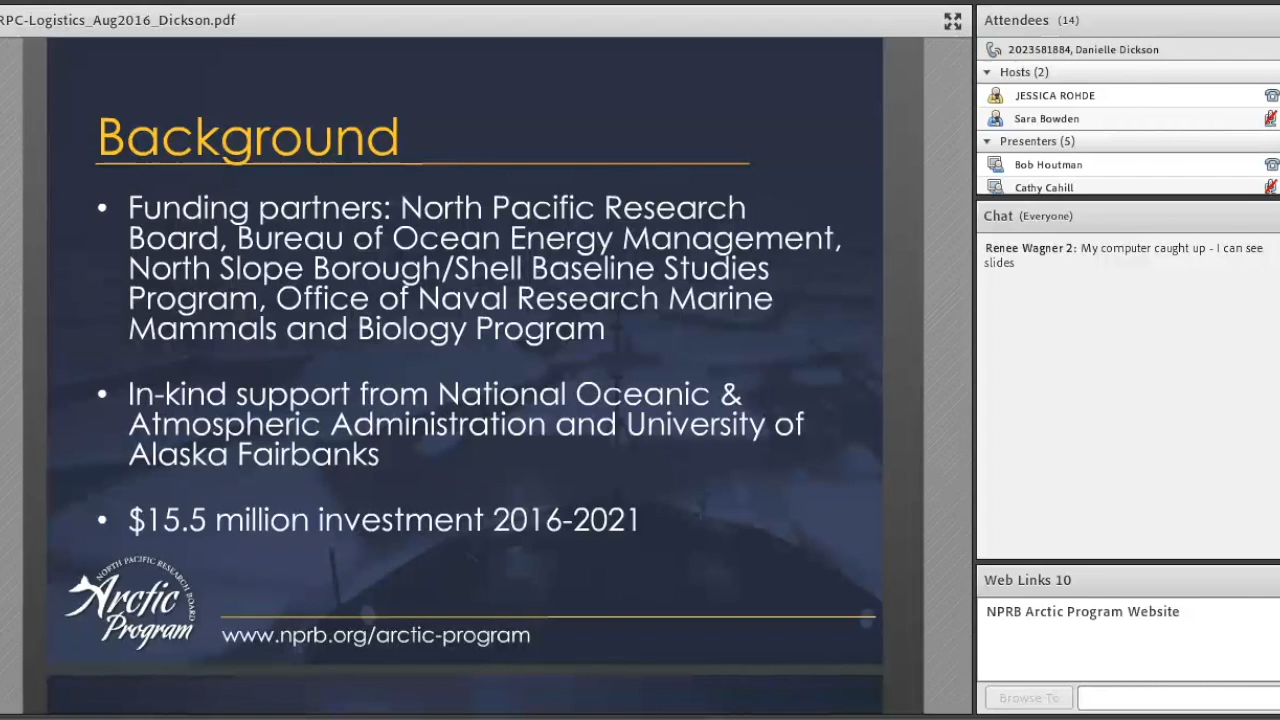 RPC-Logistics_Aug2016_Dickson.pdf
Background
• Funding partners: North Pacific Research
Board, Bureau of Ocean Energy Management,
North Slope Borough/Shell Baseline Studies
Program, Office of Naval Research Marine
Mammals and Biology Program
• In-kind support from National Oceanic &
Atmospheric Administration and University of
Alaska Fairbanks
• $15.5 million investment 2016-2021
NORTH PACIFIC RESEARCH BOARD
Arctic
Program
www.nprb.org/arctic-program
Attendees (14)
2023581884, Danielle Dickson
Hosts (2)
JESSICA ROHDE
Sara Bowden
Presenters (5)
Bob Houtman
Cathy Cahill
Chat (Everyone)
Renee Wagner 2: My computer caught up - I can see
slides
Web Links 10
NPRB Arctic Program Website
Browse To